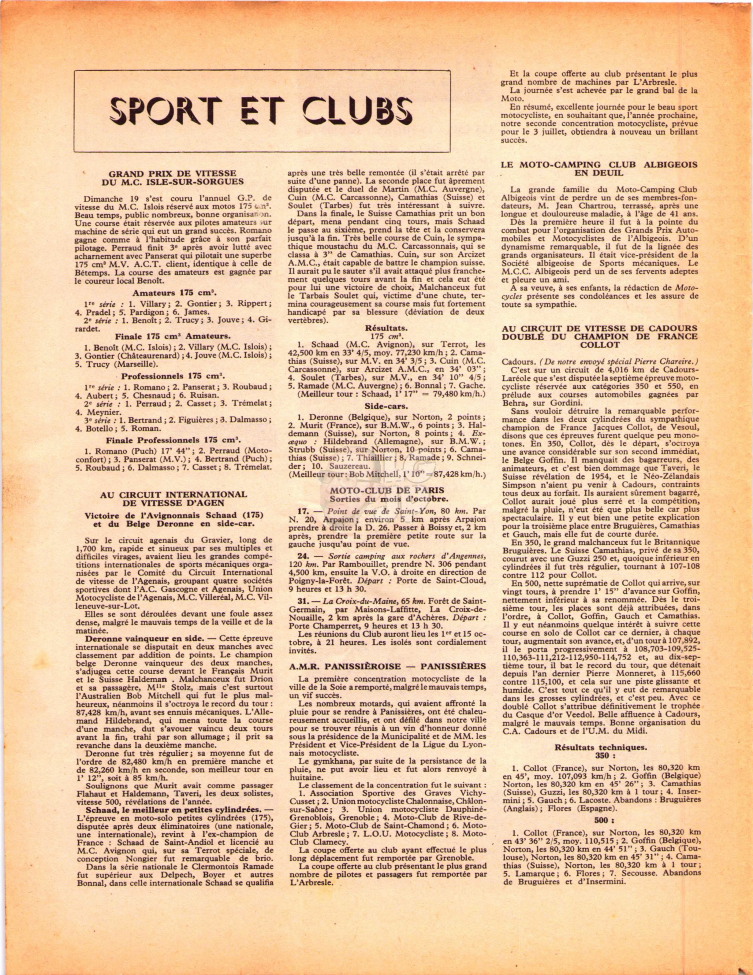 SPORT ET CLUBS
GRAND PRIX DE VITESSE
DU M.C. ISLE-SUR-SORGUES
Dimanche 19 s'est couru l'annuel G.P. de
vitesse du M.C. Islois réservé aux motos 175 cm³.
Beau temps, public nombreux, bonne organisation.
Une course était réservée aux pilotes amateurs sur
machine de série qui eut un grand succès. Romano
gagne comme à l'habitude grâce à son parfait
pilotage. Perraud finit 3ᵉ après avoir lutté avec
acharnement avec Panserat qui pilotait une superbe
175 cm³ M.V, A.C.T. client, identique à celle de
Bétemps. La course des amateurs est gagnée par
le coureur local Benoît.
Amateurs 175 cm³.
1ʳᵉ série : 1. Villary ; 2. Gontier ; 3. Rippert ;
4. Pradel ; 5. Pardigon ; 6. James.
2ᵉ série : 1. Benoît ; 2. Trucy ; 3. Jouve ; 4. Gi-
rardet.
Finale 175 cm³ Amateurs.
1. Benoît (M.C. Islois) ; 2. Villary (M.C. Islois) ;
3. Gontier (Châteaurenard) ; 4. Jouve (M.C. Islois) ;
5. Trucy (Marseille).
Professionnels 175 cm³.
1ʳᵉ série : 1. Romano ; 2. Panserat ; 3. Roubaud ;
4. Aubert ; 5. Chesnaud ; 6. Ruisan.
2ᵉ série : 1. Perraud ; 2. Casset ; 3. Trémelat ;
4. Meynier.
3ᵉ série : 1. Bertrand ; 2. Figuières ; 3. Dalmasso ;
4. Botello ; 5. Roman.
Finale Professionnels 175 cm³.
1. Romano (Puch) 17' 44'' ; 2. Perraud (Moto-
confort) ; 3. Panserat (M.V.) ; 4. Bertrand (Puch) ;
5. Roubaud ; 6. Dalmasso ; 7. Casset ; 8. Trémelat.
AU CIRCUIT INTERNATIONAL
DE VITESSE D'AGEN
Victoire de l'Avignonnais Schaad (175)
et du Belge Deronne en side-car.
Sur le circuit agenais du Gravier, long de
1,700 km, rapide et sinueux par ses multiples et
difficiles virages, avaient lieu les grandes compé-
titions internationales de sports mécaniques orga-
nisées par le Comité du Circuit International
de vitesse de l'Agenais, groupant quatre sociétés
sportives dont l'A.C. Gascogne et Agenais, Union
Motocycliste de l'Agenais, M.C. Villeréal, M.C. Vil-
leneuve-sur-Lot.
Elles se sont déroulées devant une foule assez
dense, malgré le mauvais temps de la veille et de la
matinée.
Deronne vainqueur en side. — Cette épreuve
internationale se disputait en deux manches avec
classement par addition de points. Le champion
belge Deronne vainqueur des deux manches,
s'adjugea cette course devant le Français Murit
et le Suisse Haldeman . Malchanceux fut Drion
et sa passagère, Mˡˡᵉ Stolz, mais c'est surtout
l'Australien Bob Mitchell qui fut le plus mal-
heureux, néanmoins il s'octroya le record du tour :
87,428 km/h, avant ses ennuis mécaniques. L'Alle-
mand Hildebrand, qui mena toute la course
d'une manche, dut s'avouer vaincu deux tours
avant la fin, trahi par son allumage ; il prit sa
revanche dans la deuxième manche.
Deronne fut très régulier ; sa moyenne fut de
l'ordre de 82,480 km/h en première manche et
de 82,260 km/h en seconde, son meilleur tour en
1' 12'', soit à 85 km/h.
Soulignons que Murit avait comme passager
Flahaut et Haldemann, Taveri, les deux solistes,
vitesse 500, révélations de l'année.
Schaad, le meilleur en petites cylindrées. —
L'épreuve en moto-solo petites cylindrées (175),
disputée après deux éliminatoires (une nationale,
une internationale), revint à l'ex-champion de
France : Schaad de Saint-Andiol et licencié au
M.C. Avignon qui, sur sa Terrot spéciale, de
conception Nongier fut remarquable de brio.
Dans la série nationale le Clermontois Ramade
fut supérieur aux Delpech, Boyer et autres
Bonnal, dans celle internationale Schaad se qualifia
après une très belle remontée (il s'était arrêté par
suite d'une panne). La seconde place fut âprement
disputée et le duel de Martin (M.C. Auvergne),
Cuin (M.C. Carcassonne), Camathias (Suisse) et
Soulet (Tarbes) fut très intéressant à suivre.
Dans la finale, le Suisse Camathias prit un bon
départ, mena pendant cinq tours, mais Schaad
le passe au sixième, prend la tête et la conservera
jusqu'à la fin. Très belle course de Cuin, le sympa-
thique moustachu du M.C. Carcassonnais, qui se
classa à 3'' de Camathias. Cuin, sur son Arcizet
A.M.C., était capable de battre le champion suisse.
Il aurait pu le sauter s'il avait attaqué plus franche-
ment quelques tours avant la fin et cela eut été
pour lui une victoire de choix, Malchanceux fut
le Tarbais Soulet qui, victime d'une chute, ter-
mina courageusement sa course mais fut fortement
handicapé par sa blessure (déviation de deux
vertèbres).
Résultats.
175 cm³.
1. Schaad (M.C. Avignon), sur Terrot, les
42,500 km en 33' 4/5, moy. 77,230 km/h ; 2. Cama-
thias (Suisse), sur M.V. en 34' 3/5 ; 3. Cuin (M.C.
Carcassonne), sur Arcizet A.M.C., en 34' 03'' ;
4. Soulet (Tarbes), sur M.V., en 34' 10'' 4/5 ;
5. Ramade (M.C. Auvergne) ; 6. Bonnal ; 7. Gache.
(Meilleur tour : Schaad, 1' 17'' = 79,480 km/h.)
Side-cars.
1. Deronne (Belgique), sur Norton, 2 points ;
2. Murit (France), sur B.M.W., 6 points ; 3. Hal-
demann (Suisse), sur Norton, 8 points ; 4. Ex-
æquo : Hildebrand (Allemagne), sur B.M.W. ;
Strubb (Suisse), sur Norton, 10 points ; 6. Cama-
thias (Suisse) ; 7. Thiaillier ; 8. Ramade ; 9. Schnei-
der ; 10. Sauzereau.
(Meilleur tour : Bob Mitchell, 1' 10'' = 87,428 km/h.)
MOTO-CLUB DE PARIS
Sorties du mois d'octobre.
17. — Point de vue de Saint-Yon, 80 km. Par
N. 20, Arpajon ; environ 5 km après Arpajon
prendre à droite la D. 26. Passer à Boissy et, 2 km
après, prendre la première petite route sur la
gauche jusqu'au point de vue.
24. — Sortie camping aux rochers d'Angennes,
120 km. Par Rambouillet, prendre N. 306 pendant
4,500 km, ensuite la V.O. à droite en direction de
Poigny-la-Forêt. Départ : Porte de Saint-Cloud,
9 heures et 13 h 30.
31. — La Croix-de-Nouaille, 65 km. Forêt de Saint-
Germain, par Maisons-Laffitte, La Croix-de-
Nouaille, 2 km après la gare d'Achères. Départ :
Porte Champerret, 9 heures et 13 h 30.
Les réunions du Club auront lieu les 1ᵉʳ et 15 oc-
tobre, à 21 heures. Les isolés sont cordialement
invités.
A.M.R. PANISSIÈROISE — PANISSIÈRES
La première concentration motocycliste de la
ville de la Soie a remporté, malgré le mauvais temps,
un vif succès.
Les nombreux motards, qui avaient affronté la
pluie pour se rendre à Panissières, ont été chaleu-
reusement accueillis, et ont défilé dans notre ville
pour se trouver réunis à un vin d'honneur donné
sous la présidence de la Municipalité et de MM. les
Président et Vice-Président de la Ligue du Lyon-
nais motocycliste.
Le gymkhana, par suite de la persistance de la
pluie, ne put avoir lieu et fut alors renvoyé à
huitaine.
Le classement de la concentration fut le suivant :
1. Association Sportive des Graves Vichy-
Cusset ; 2. Union motocycliste Chalonnaise, Châlon-
sur-Saône ; 3. Union motocycliste Dauphiné-
Grenoblois, Grenoble ; 4. Moto-Club de Rive-de-
Gier ; 5. Moto-Club de Saint-Chamond ; 6. Moto-
Club Arbresle ; 7. L.O.U. Motocycliste ; 8. Moto-
Club Clamecy.
La coupe offerte au club ayant effectué le plus
long déplacement fut remportée par Grenoble.
La coupe offerte au club présentant le plus grand
nombre de pilotes et passagers fut remportée par
L'Arbresle.
Et la coupe offerte au club présentant le plus
grand nombre de machines par L'Arbresle.
La journée s'est achevée par le grand bal de la
Moto.
En résumé, excellente journée pour le beau sport
motocycliste, en souhaitant que, l'année prochaine,
notre seconde concentration motocycliste, prévue
pour le 3 juillet, obtiendra à nouveau un brillant
succès.
LE MOTO-CAMPING CLUB ALBIGEOIS
EN DEUIL
La grande famille du Moto-Camping Club
Albigeois vint de perdre un de ses membres-fon-
dateurs, M. Jean Chartrou, terrassé, après une
longue et douloureuse maladie, à l'âge de 41 ans.
Dès la première heure il fut à la pointe du
combat pour l'organisation des Grands Prix Auto-
mobiles et Motocyclistes de l'Albigeois. D'un
dynamisme remarquable, il fut de la lignée des
grands organisateurs. Il était vice-président de la
Société albigeoise de Sports mécaniques. Le
M.C.C. Albigeois perd un de ses fervents adeptes
et pleure un ami.
A sa veuve, à ses enfants, la rédaction de Moto-
cycles présente ses condoléances et les assure de
toute sa sympathie.
AU CIRCUIT DE VITESSE DE CADOURS
DOUBLÉ DU CHAMPION DE FRANCE
COLLOT
Cadours. (De notre envoyé spécial Pierre Chareire.)
C'est sur un circuit de 4,016 km de Cadours-
Laréole que s'est disputée la septième épreuve moto-
cycliste réservée aux catégories 350 et 550, en
prélude aux courses automobiles gagnées par
Behra, sur Gordini.
Sans vouloir détruire la remarquable perfor-
mance dans les deux cylindres du sympathique
champion de France Jacques Collot, de Vesoul,
disons que ces épreuves furent quelque peu mono-
tones. En 350, Collot, dès le départ, s'octroya
une avance considérable sur son second immédiat,
le Belge Goffin. Il manquait des bagarreurs, des
animateurs, et c'est bien dommage que Taveri, le
Suisse révélation de 1954, et le Néo-Zélandais
Simpson n'aient pu venir à Cadours, contraints
tous deux au forfait. Ils auraient sûrement bagarré,
Collot aurait joué plus serré et la compétition,
malgré la pluie, n'eut été que plus belle car plus
spectaculaire. Il y eut bien une petite explication
pour la troisième place entre Bruguières, Camathias
et Gauch, mais elle fut de courte durée.
En 350, le grand malchanceux fut le Britannique
Bruguières. Le Suisse Camathias, privé de sa 350,
courut avec une Guzzi 250 et, quoique inférieur en
cylindrées il fut très régulier, tournant à 107-108
contre 112 pour Collot.
En 500, nette suprématie de Collot qui arrive, sur
vingt tours, à prendre 1' 15'' d'avance sur Goffin,
nettement inférieur à sa renommée. Dès le troi-
sième tour, les places sont déjà attribuées, dans
l'ordre, à Collot, Goffin, Gauch et Camathias.
Il y eut néanmoins quelque intérêt à suivre cette
course en solo de Collot car ce dernier, à chaque
tour, augmentait son avance, et, d'un tour à 107,892,
il le porta progressivement à 108,703-109,525-
110,363-111,212-112,950-114,752 et, au dix-sep-
tième tour, il bat le record du tour, que détenait
depuis l'an dernier Pierre Monneret, à 115,660
contre 115,100, et cela sur une piste glissante et
humide. C'est tout ce qu'il y eut de remarquable
dans les grosses cylindrées, et c'est peu. Avec ce
doublé Collot s'attribue définitivement le trophée
du Casque d'or Veedol. Belle affluence à Cadours,
malgré le mauvais temps. Bonne organisation du
C.A. Cadours et de l'U.M. du Midi.
Résultats techniques.
350 :
1. Collot (France), sur Norton, les 80,320 km
en 45', moy. 107,093 km/h ; 2. Goffin (Belgique)
Norton, les 80,320 km en 45' 26'' ; 3. Camathias
(Suisse), Guzzi, les 80,320 km à 1 tour ; 4. Inser-
mini ; 5. Gauch ; 6. Lacoste. Abandons : Bruguières
(Anglais) ; Flores (Espagne).
500 :
1. Collot (France), sur Norton, les 80,320 km
en 43' 36'' 2/5, moy. 110,515 ; 2. Goffin (Belgique),
Norton, les 80,320 km en 44' 51'' ; 3. Gauch (Tou-
louse), Norton, les 80,320 km en 45' 31'' ; 4. Cama-
thias (Suisse), Norton, les 80,320 km à 1 tour ;
5. Lamarque ; 6. Flores ; 7. Secousse. Abandons
de Bruguières et d'Insermini.